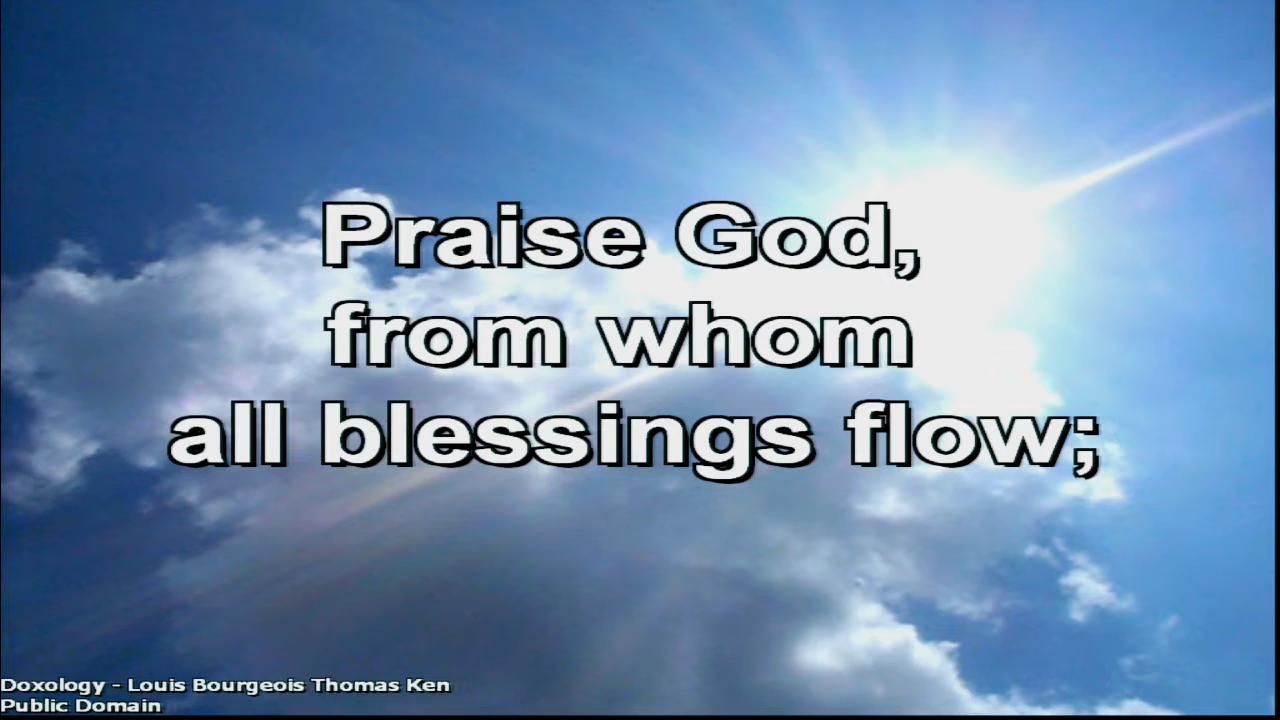 Praise God,
from whom
all blessings flow;
Doxology - Louis Bourgeois Thomas Ken
Public Domain